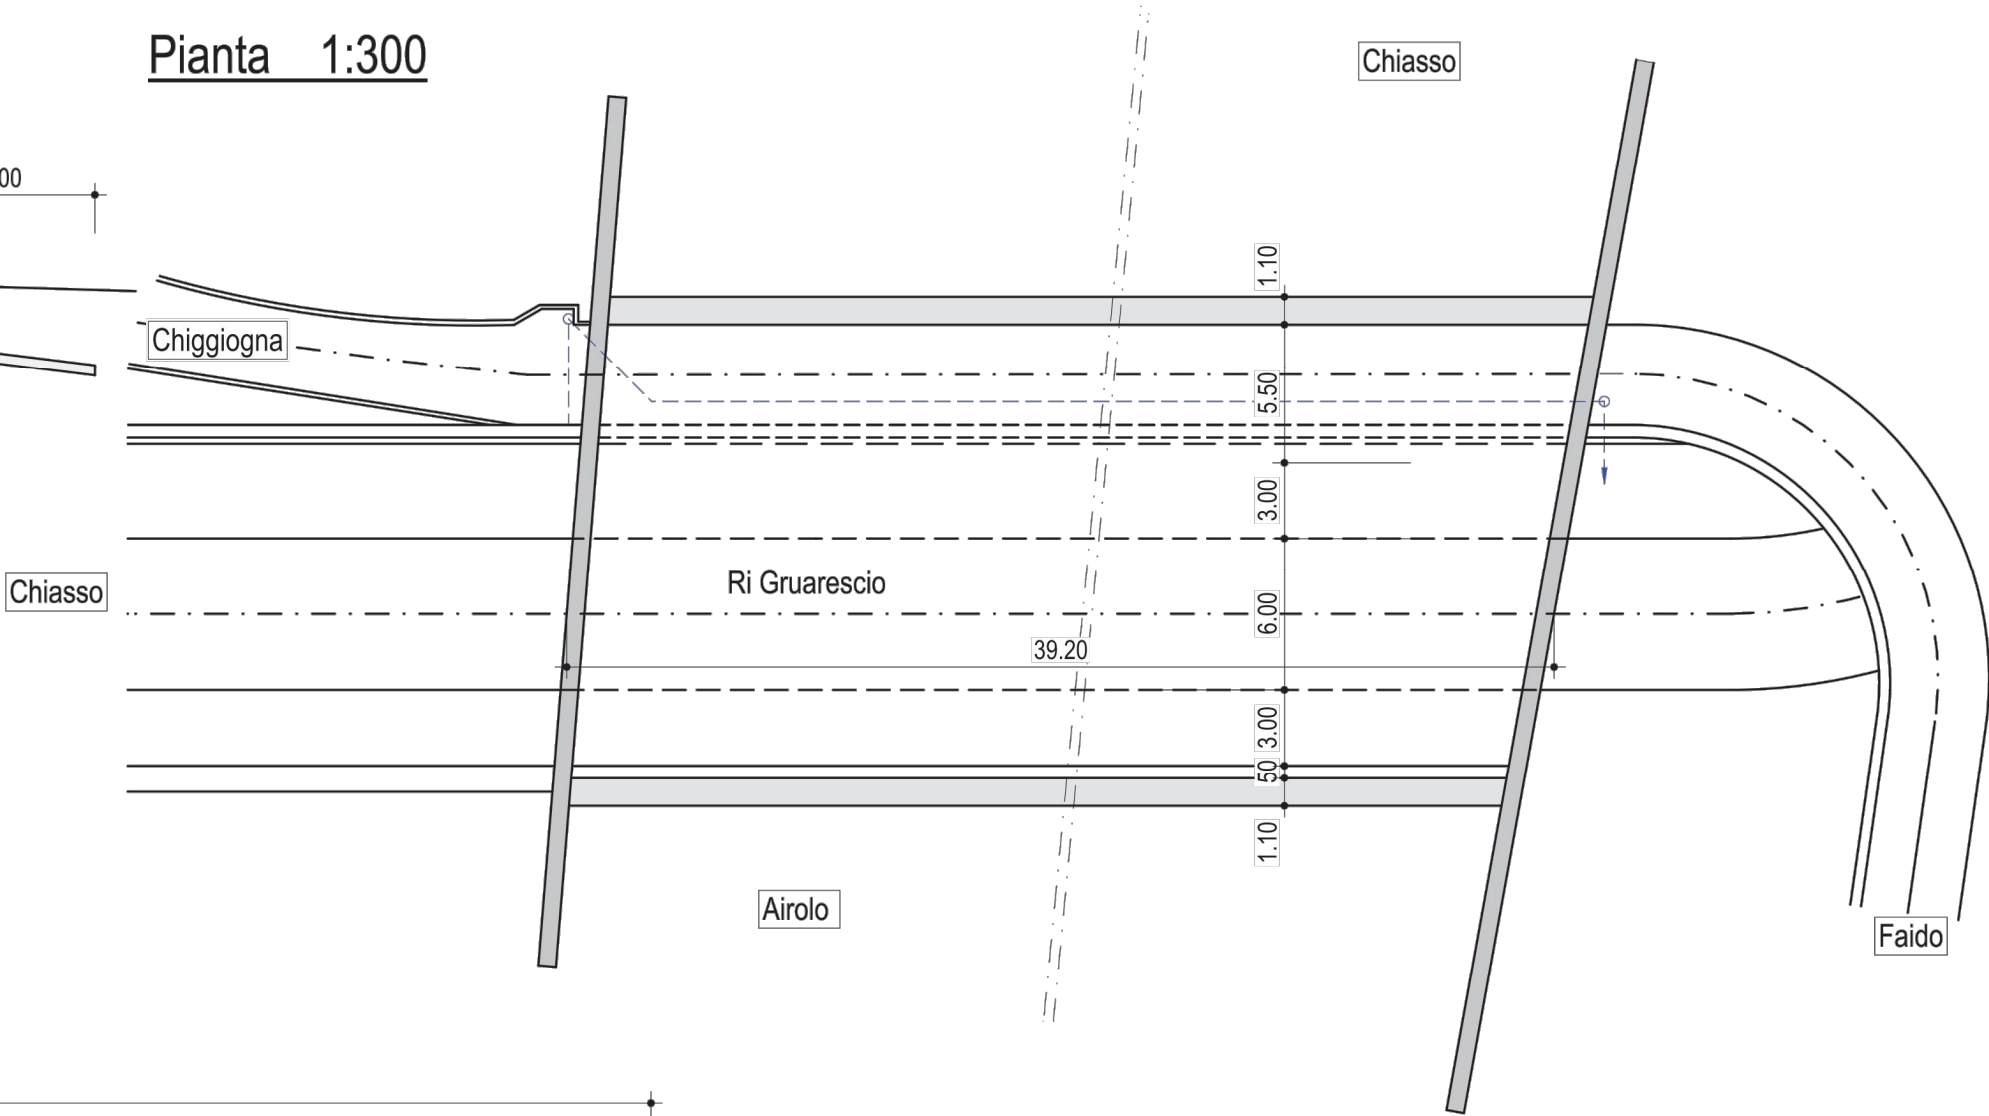 Pianta 1:300
Chiasso
00
1.10
Chiggiogna
5.50
3.00
Chiasso
Ri Gruarescio
6.00
39.20
3.00
50
1.10
Airolo
Faido